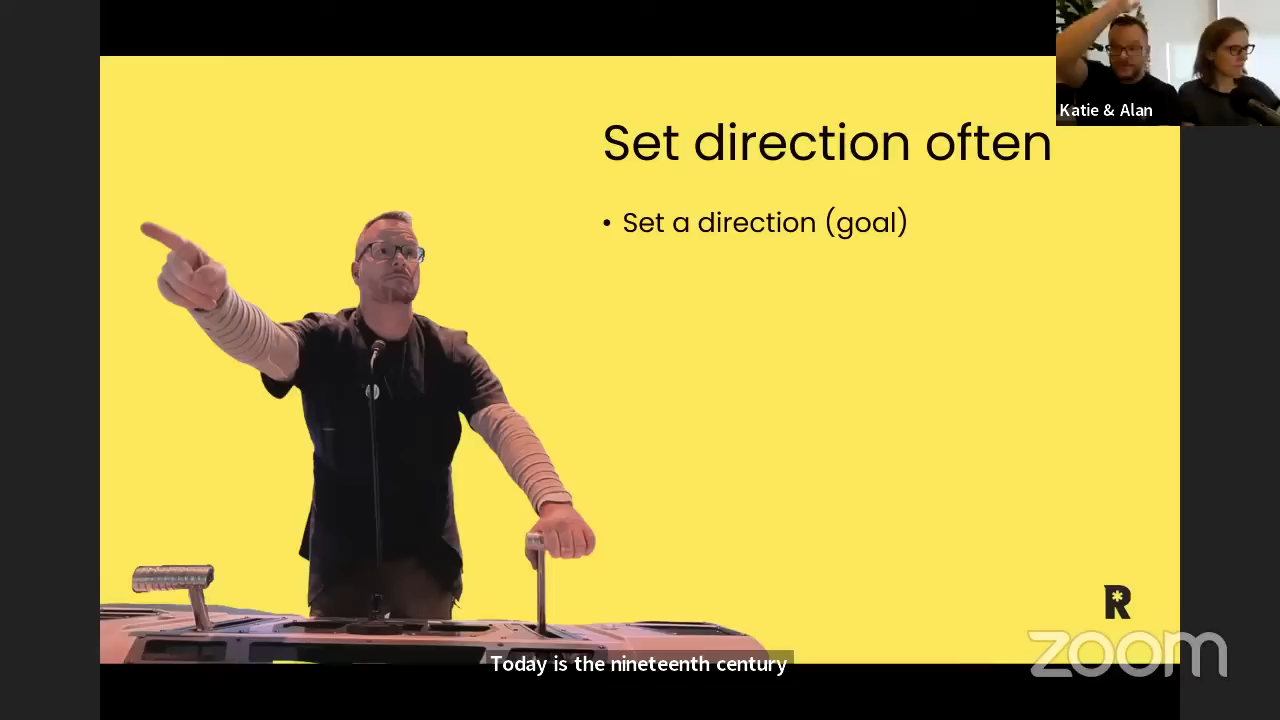 Katie & Alan
Set direction often
• Set a direction (goal)
R
zoom
Today is the nineteenth century